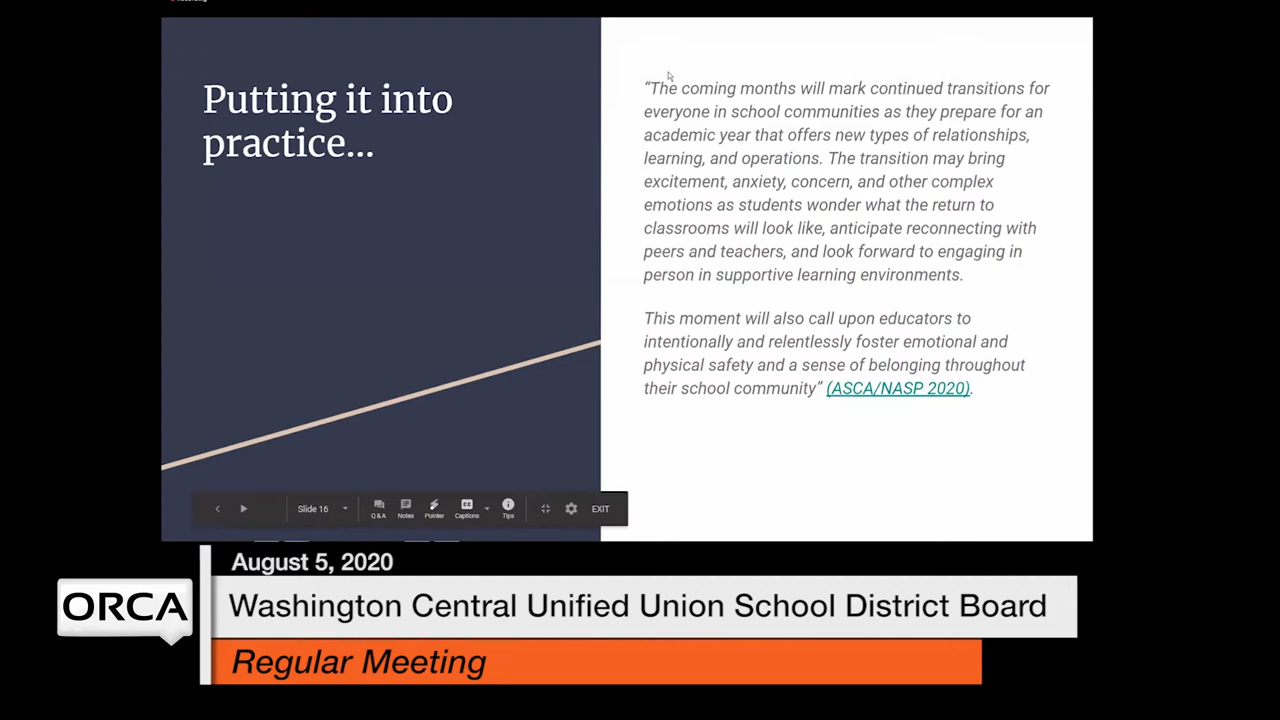 Putting it into
practice...
“The coming months will mark continued transitions for
everyone in school communities as they prepare for an
academic year that offers new types of relationships,
learning, and operations. The transition may bring
excitement, anxiety, concern, and other complex
emotions as students wonder what the return to
classrooms will look like, anticipate reconnecting with
peers and teachers, and look forward to engaging in
person in supportive learning environments.
This moment will also call upon educators to
intentionally and relentlessly foster emotional and
physical safety and a sense of belonging throughout
their school community” (ASCA/NASP 2020).
Slide 16
Q&A
Notes
Pointer
Captions
Tips
EXIT
August 5, 2020
ORCA
Washington Central Unified Union School District Board
Regular Meeting